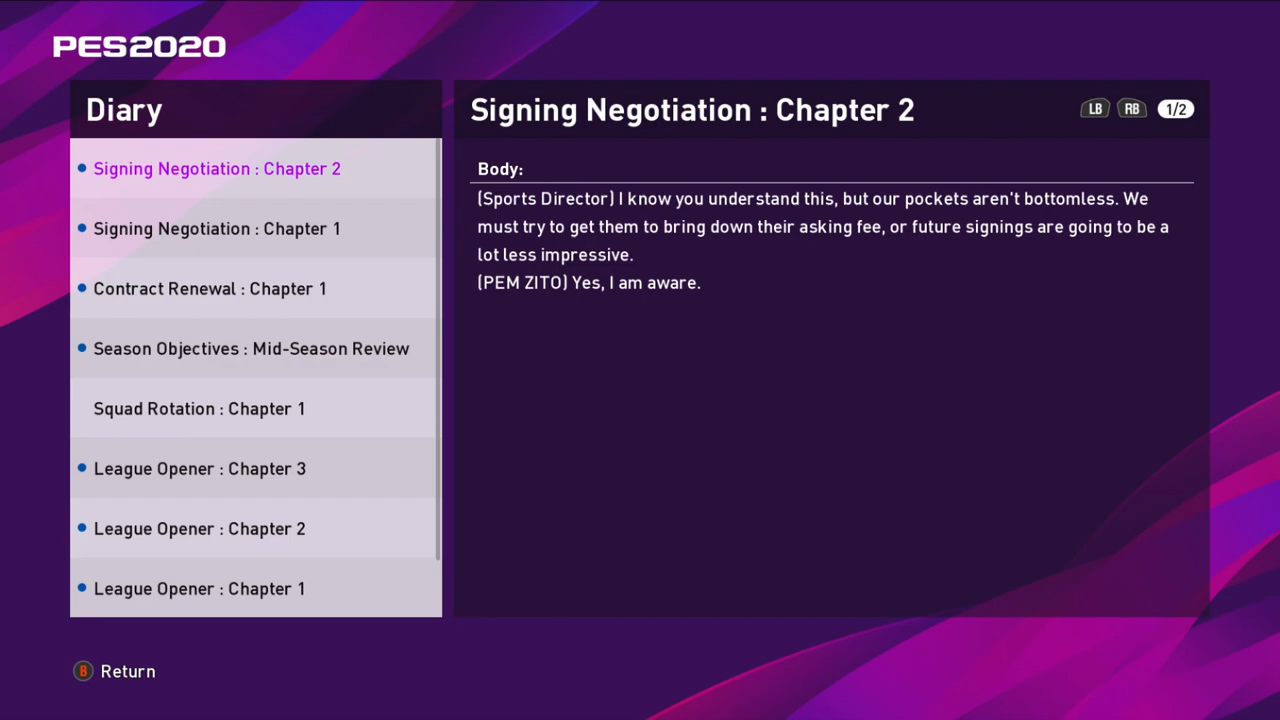 PES2020
Diary
Signing Negotiation : Chapter 2
Signing Negotiation : Chapter 1
Contract Renewal : Chapter 1
Season Objectives : Mid-Season Review
Squad Rotation : Chapter 1
League Opener : Chapter 3
League Opener : Chapter 2
League Opener : Chapter 1
Signing Negotiation : Chapter 2
LB RB 1/2
Body:
(Sports Director) I know you understand this, but our pockets aren't bottomless. We
must try to get them to bring down their asking fee, or future signings are going to be a
lot less impressive.
(PEM ZITO) Yes, I am aware.
B Return